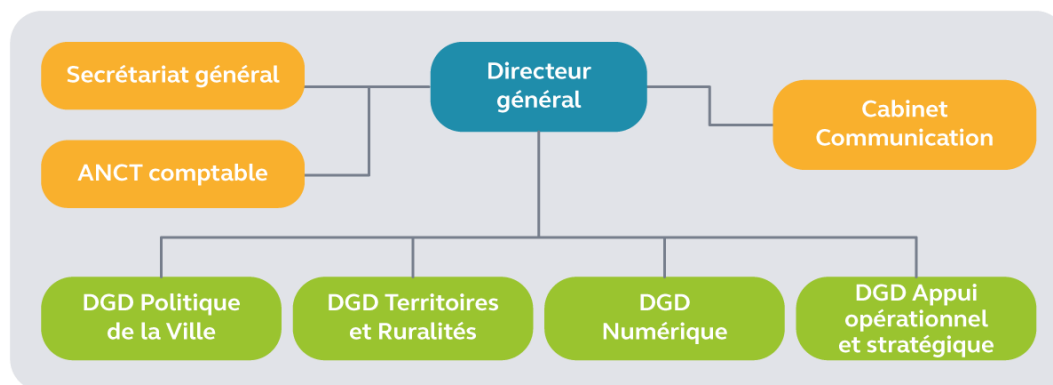 Secrétariat général
Directeur
général
Cabinet
Communication
ANCT comptable
DGD Politique
de la Ville
DGD Territoires
et Ruralités
DGD
Numérique
DGD Appui
opérationnel
et stratégique